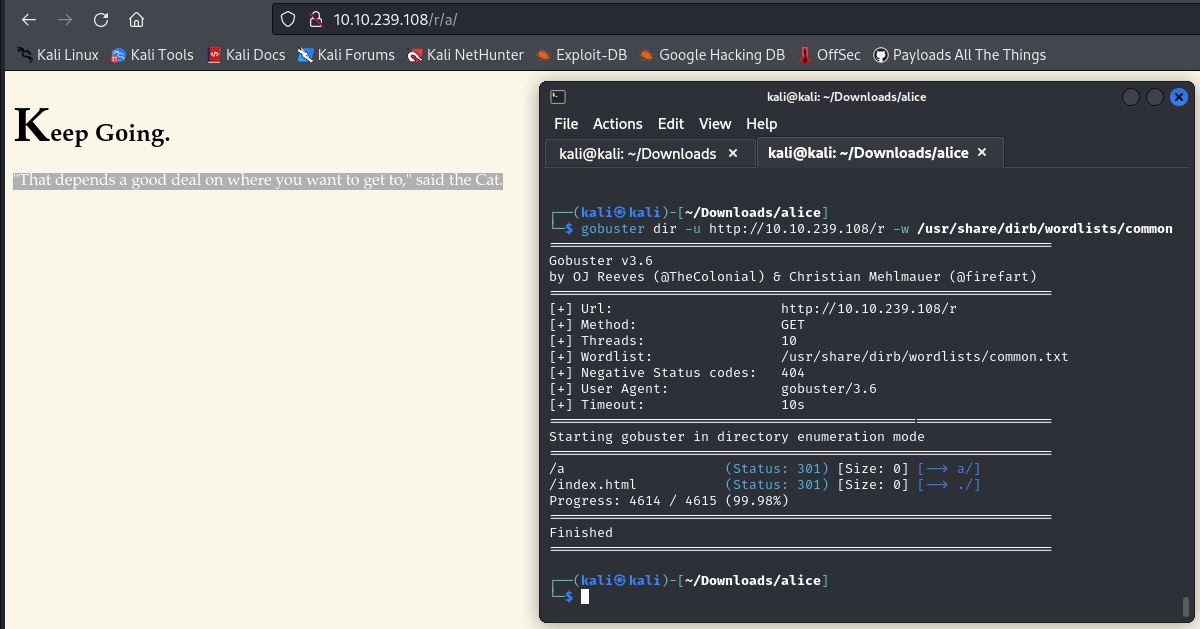 10.10.239.108/r/a/
Kali Linux Kali Tools Kali Docs Kali Forums Kali NetHunter Exploit-DB Google Hacking DB OffSec Payloads All The Things
Keep Going.
"That depends a good deal on where you want to get to," said the Cat.
kali@kali: ~/Downloads/alice
File Actions Edit View Help
kali@kali: ~/Downloads × kali@kali: ~/Downloads/alice ×
┌──(kali㉿kali)-[~/Downloads/alice]
└─$ gobuster dir -u http://10.10.239.108/r -w /usr/share/dirb/wordlists/common
===============================================================
Gobuster v3.6
by OJ Reeves (@TheColonial) & Christian Mehlmauer (@firefart)
===============================================================
[+] Url: http://10.10.239.108/r
[+] Method: GET
[+] Threads: 10
[+] Wordlist: /usr/share/dirb/wordlists/common.txt
[+] Negative Status codes: 404
[+] User Agent: gobuster/3.6
[+] Timeout: 10s
===============================================================
Starting gobuster in directory enumeration mode
===============================================================
/a (Status: 301) [Size: 0] [--> a/]
/index.html (Status: 301) [Size: 0] [--> ./]
Progress: 4614 / 4615 (99.98%)
===============================================================
Finished
===============================================================
┌──(kali㉿kali)-[~/Downloads/alice]
└─$